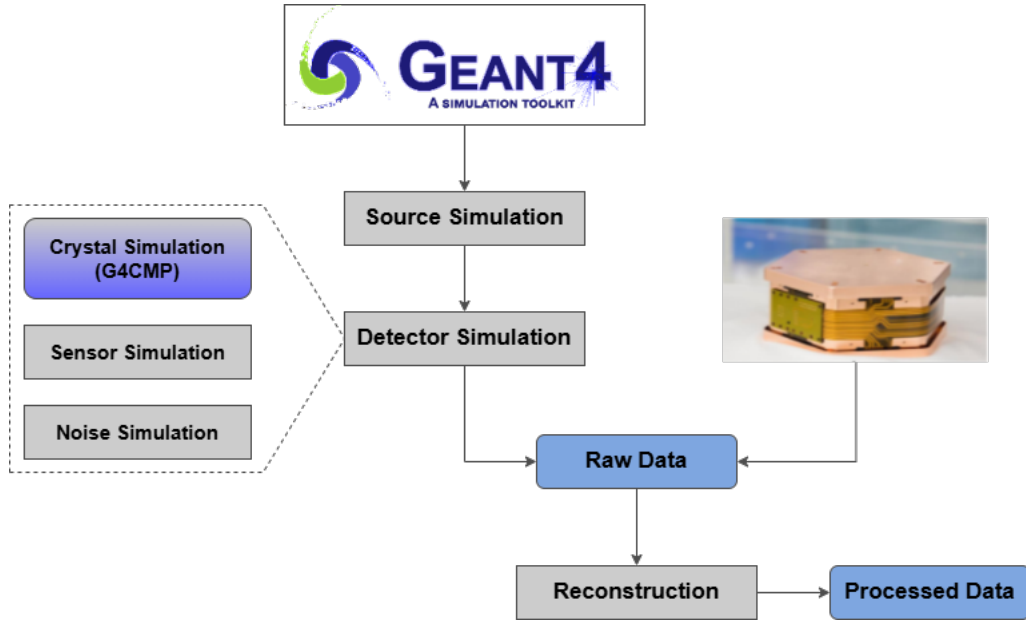 GEANT4
A SIMULATION TOOLKIT
Source Simulation
Crystal Simulation
(G4CMP)
Sensor Simulation
Noise Simulation
Detector Simulation
Raw Data
Reconstruction
Processed Data